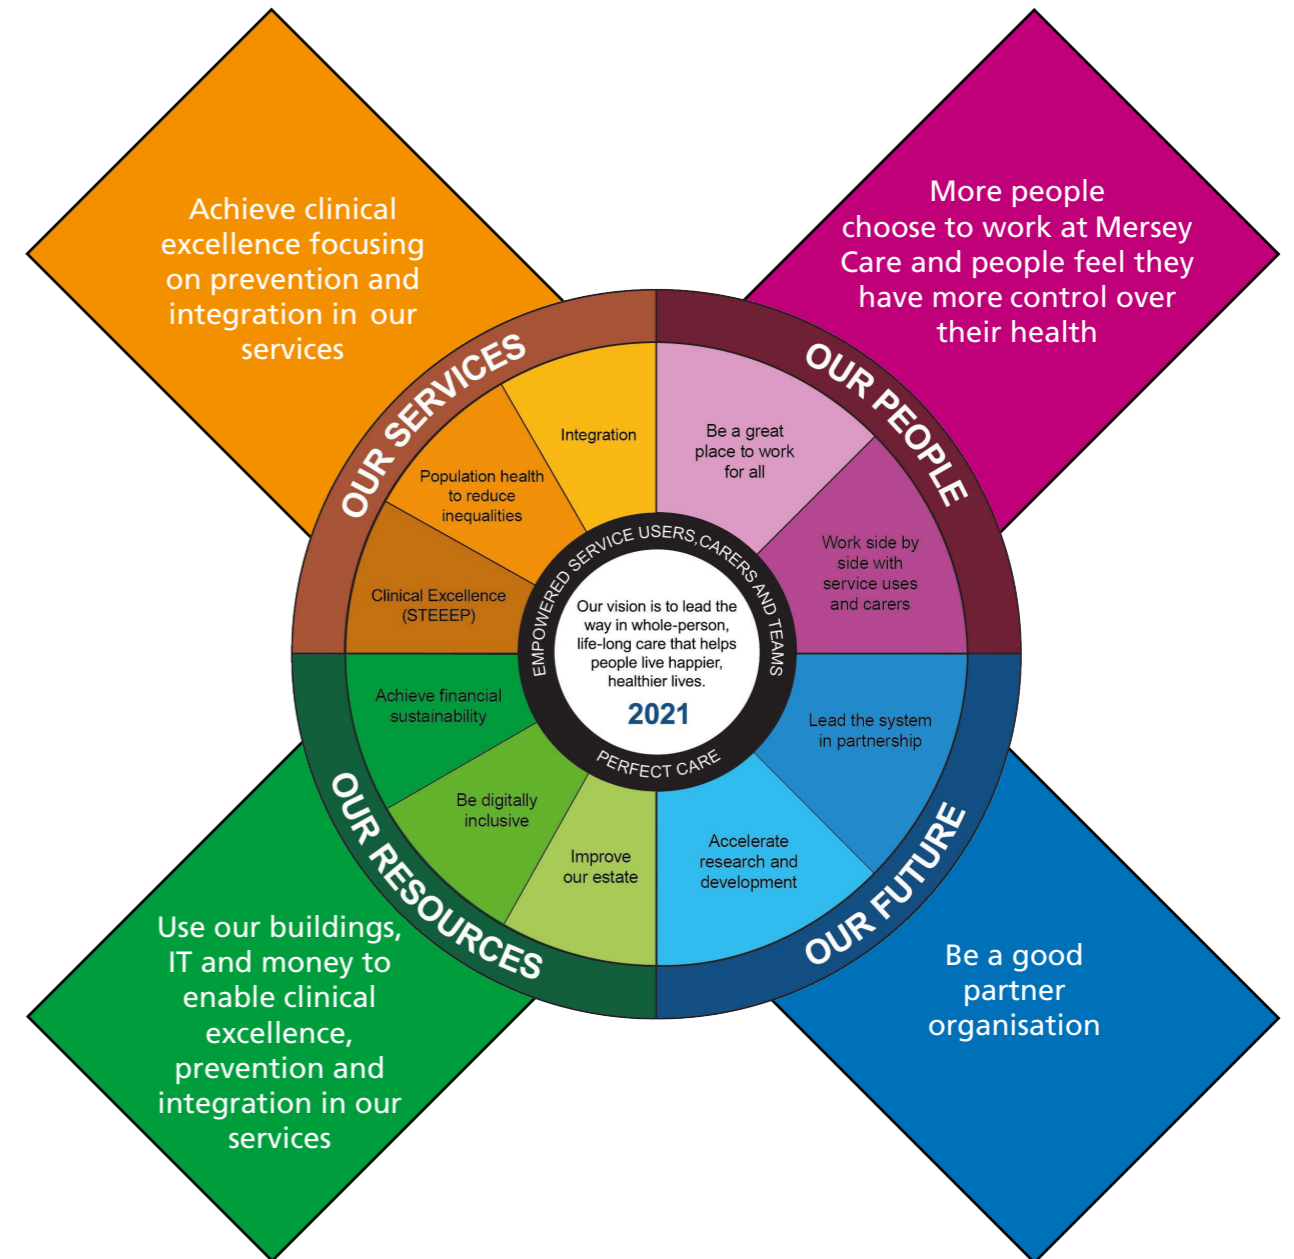 Achieve clinical
excellence focusing
on prevention and
integration in our
services
More people
choose to work at Mersey
Care and people feel they
have more control over
their health
OUR SERVICES
OUR PEOPLE
Integration
Population health
to reduce
inequalities
Clinical Excellence
(STEEEP)
Be a great
place to work
for all
Work side by
side with
service uses
and carers
EMPOWERED SERVICE USERS,CARERS AND TEAMS
Our vision is to lead the
way in whole-person,
life-long care that helps
people live happier,
healthier lives.
2021
PERFECT CARE
Achieve financial
sustainability
Be digitally
inclusive
Improve
our estate
Lead the system
in partnership
Accelerate
research and
development
OUR RESOURCES
OUR FUTURE
Use our buildings,
IT and money to
enable clinical
excellence,
prevention and
integration in our
services
Be a good
partner
organisation